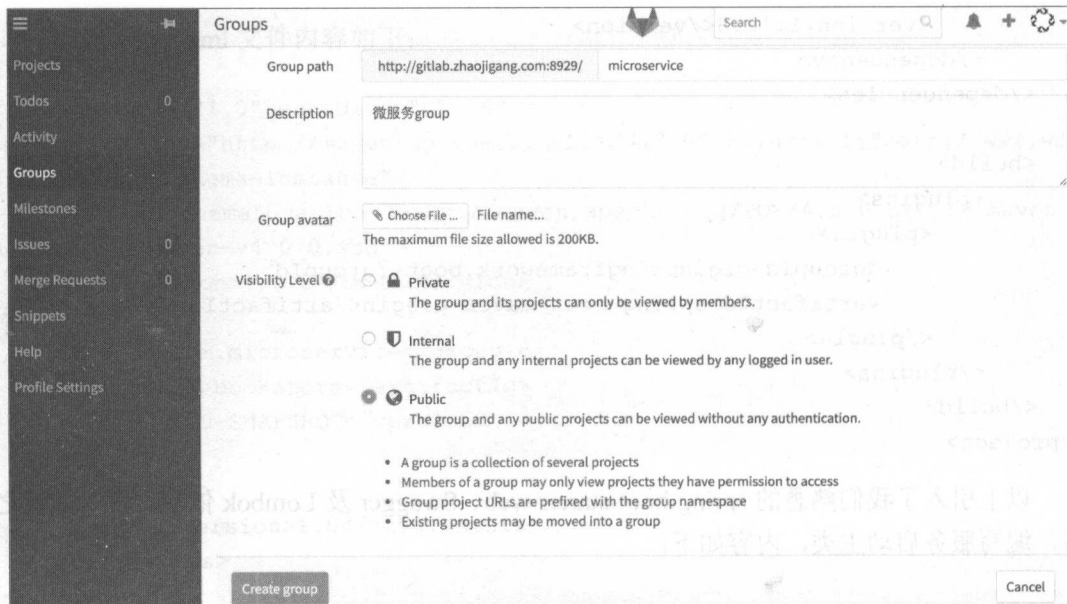 Groups
Search
Projects
Todos 0
Activity
Groups
Milestones
Issues 0
Merge Requests 0
Snippets
Help
Profile Settings
Group path http://gitlab.zhaojigang.com:8929/ microservice
Description 微服务group
Group avatar Choose File ... File name...
The maximum file size allowed is 200KB.
Visibility Level Private
The group and its projects can only be viewed by members.
Internal
The group and any internal projects can be viewed by any logged in user.
Public
The group and any public projects can be viewed without any authentication.
A group is a collection of several projects
Members of a group may only view projects they have permission to access
Group project URLs are prefixed with the group namespace
Existing projects may be moved into a group
Create group Cancel